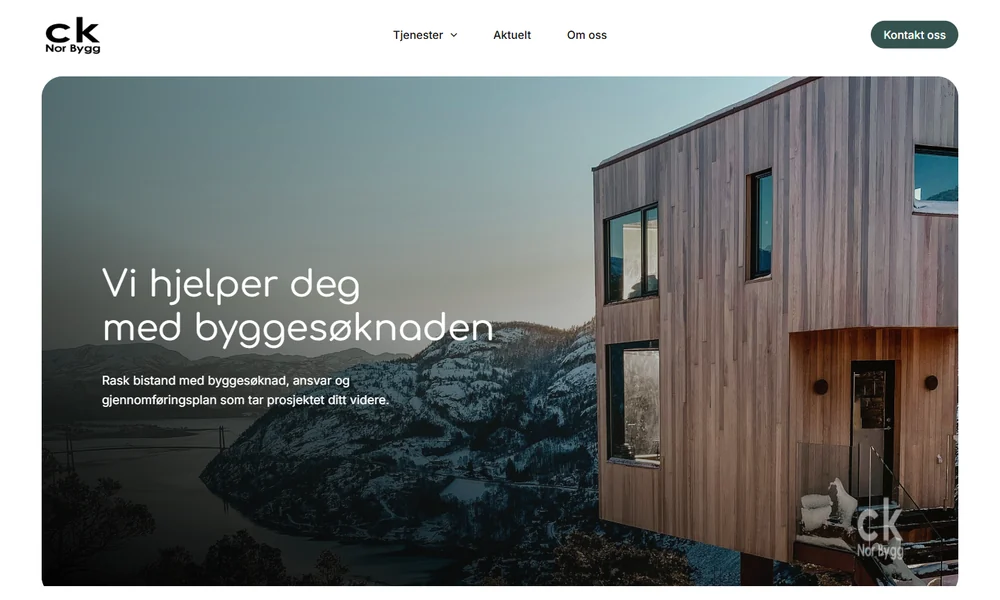 ck
Nor Bygg
Tjenester
Aktuelt
Om oss
Kontakt oss
Vi hjelper deg
med byggesøknaden
Rask bistand med byggesøknad, ansvar og
gjennomføringsplan som tar prosjektet ditt videre.
ck
Nor Bygg